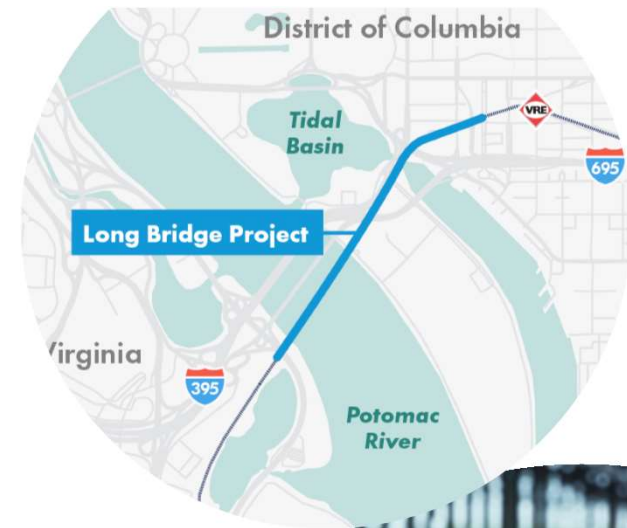 District of Columbia
VRE
Tidal
Basin
695
Long Bridge Project
Virginia
395
Potomac
River